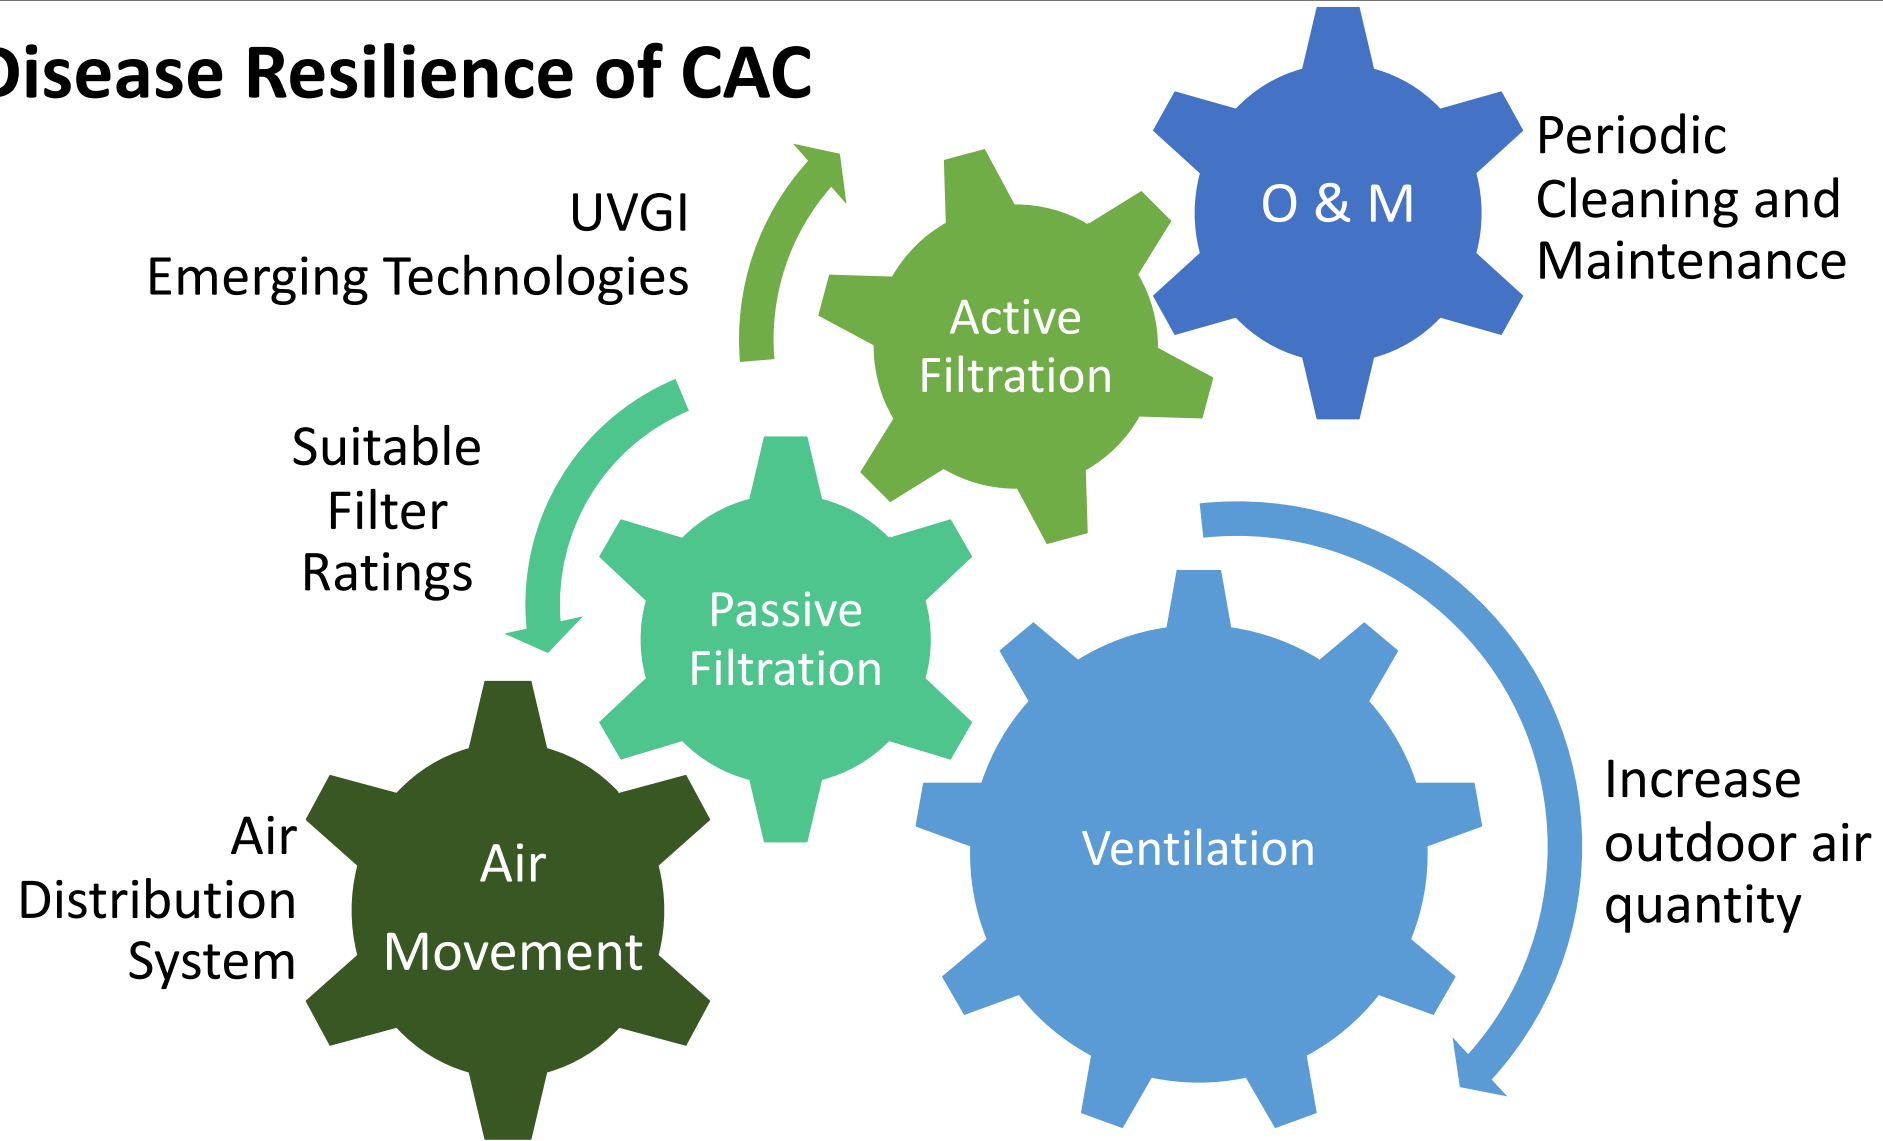 Disease Resilience of CAC
O & M
Periodic
Cleaning and
Maintenance
UVGI
Emerging Technologies
Active
Filtration
Suitable
Filter
Ratings
Passive
Filtration
Air
Distribution
System
Air
Movement
Ventilation
Increase
outdoor air
quantity